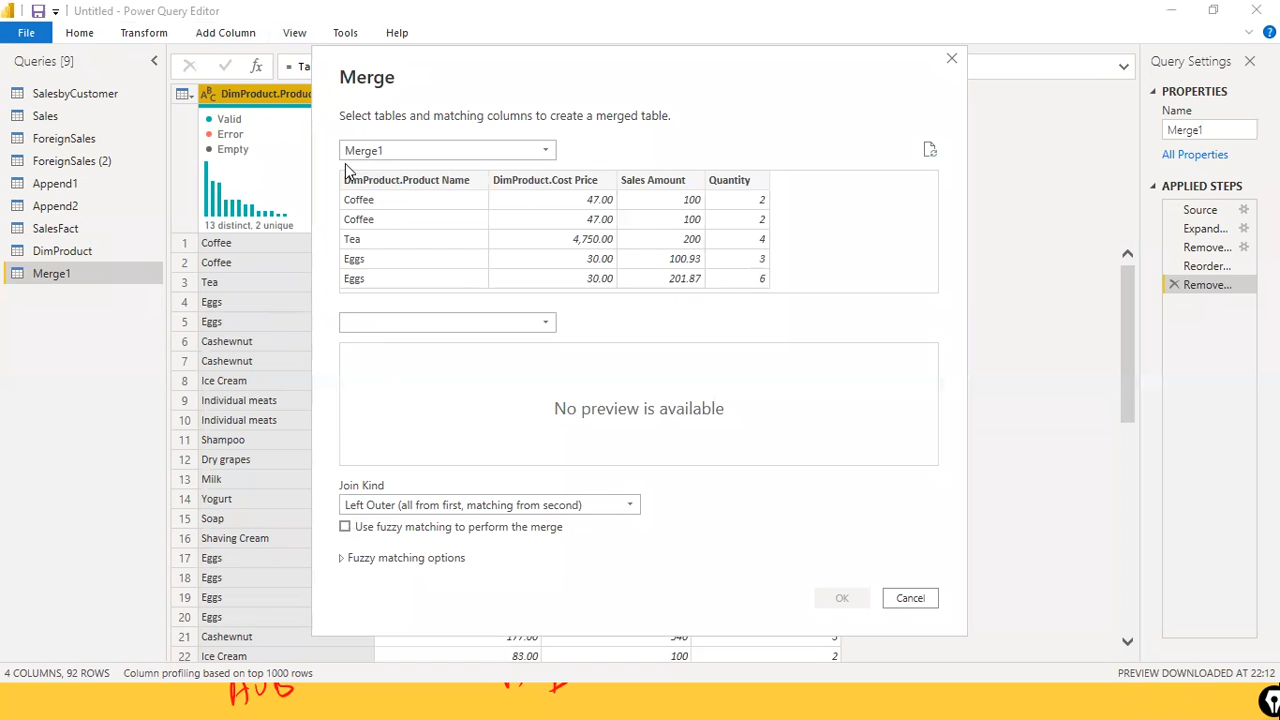 Untitled - Power Query Editor
File Home Transform Add Column View Tools Help
Queries [9]
SalesbyCustomer
Sales
ForeignSales
ForeignSales (2)
Append1
Append2
SalesFact
DimProduct
Merge1
fx = Ta
DimProduct.Produc
Valid
Error
Empty
13 distinct, 2 unique
1 Coffee
2 Coffee
3 Tea
4 Eggs
5 Eggs
6 Cashewnut
7 Cashewnut
8 Ice Cream
9 Individual meats
10 Individual meats
11 Shampoo
12 Dry grapes
13 Milk
14 Yogurt
15 Soap
16 Shaving Cream
17 Eggs
18 Eggs
19 Eggs
20 Eggs
21 Cashewnut 177.00 540 3
22 Ice Cream 83.00 100 2
Merge
Select tables and matching columns to create a merged table.
Merge1
DimProduct.Product Name DimProduct.Cost Price Sales Amount Quantity
Coffee 47.00 100 2
Coffee 47.00 100 2
Tea 4,750.00 200 4
Eggs 30.00 100.93 3
Eggs 30.00 201.87 6
No preview is available
Join Kind
Left Outer (all from first, matching from second)
Use fuzzy matching to perform the merge
Fuzzy matching options
OK Cancel
Query Settings
PROPERTIES
Name
Merge1
All Properties
APPLIED STEPS
Source
Expand...
Remove...
Reorder...
Remove...
4 COLUMNS, 92 ROWS Column profiling based on top 1000 rows
PREVIEW DOWNLOADED AT 22:12